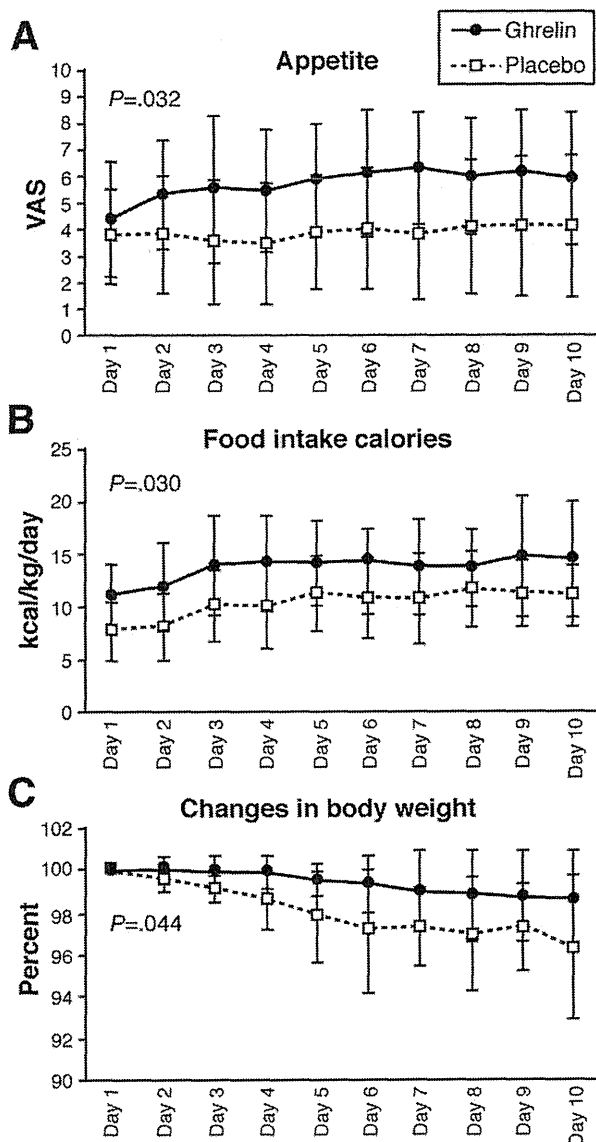 A
Ghrelin
Placebo
Appetite
P=.032
VAS
10
9
8
7
6
5
4
3
2
1
0
Day 1
Day 2
Day 3
Day 4
Day 5
Day 6
Day 7
Day 8
Day 9
Day 10
B
Food intake calories
P=.030
kcal/kg/day
25
20
15
10
5
0
Day 1
Day 2
Day 3
Day 4
Day 5
Day 6
Day 7
Day 8
Day 9
Day 10
C
Changes in body weight
P=.044
Percent
102
100
98
96
94
92
90
Day 1
Day 2
Day 3
Day 4
Day 5
Day 6
Day 7
Day 8
Day 9
Day 10